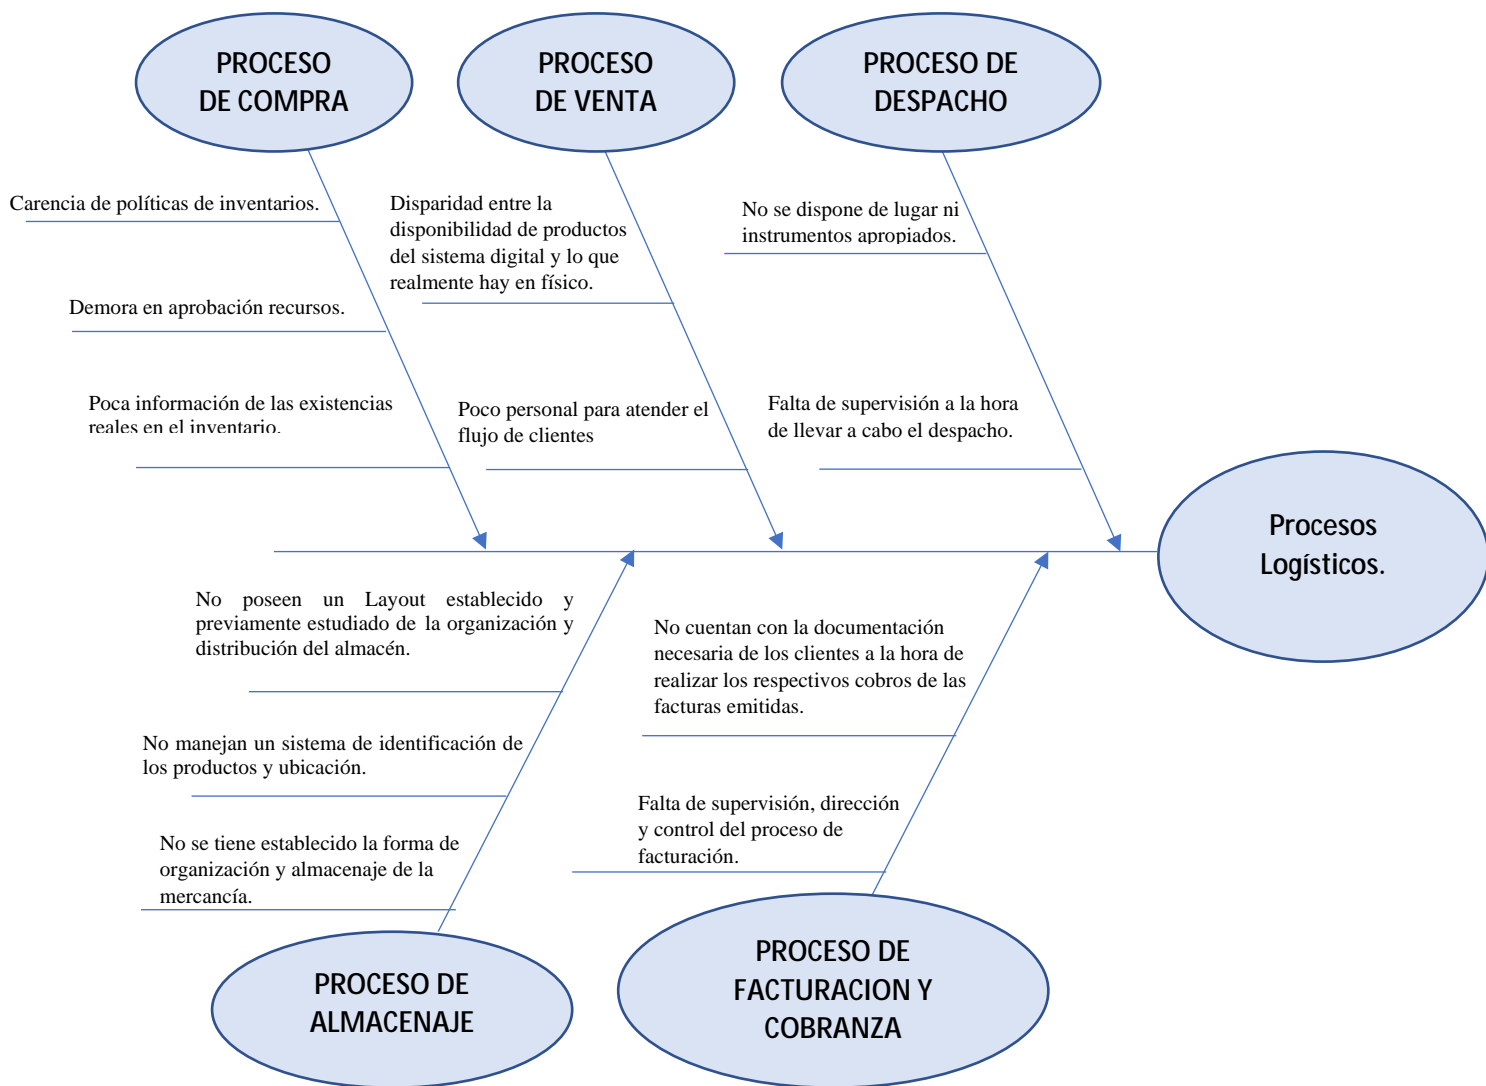 PROCESO
DE COMPRA
PROCESO
DE VENTA
PROCESO DE
DESPACHO
Carencia de políticas de inventarios.
Demora en aprobación recursos.
Poca información de las existencias
reales en el inventario.
Disparidad entre la
disponibilidad de productos
del sistema digital y lo que
realmente hay en físico.
Poco personal para atender el
flujo de clientes
No se dispone de lugar ni
instrumentos apropiados.
Falta de supervisión a la hora
de llevar a cabo el despacho.
Procesos
Logísticos.
No poseen un Layout establecido y
previamente estudiado de la organización y
distribución del almacén.
No manejan un sistema de identificación de
los productos y ubicación.
No se tiene establecido la forma de
organización y almacenaje de la
mercancía.
No cuentan con la documentación
necesaria de los clientes a la hora de
realizar los respectivos cobros de las
facturas emitidas.
Falta de supervisión, dirección
y control del proceso de
facturación.
PROCESO DE
ALMACENAJE
PROCESO DE
FACTURACION Y
COBRANZA